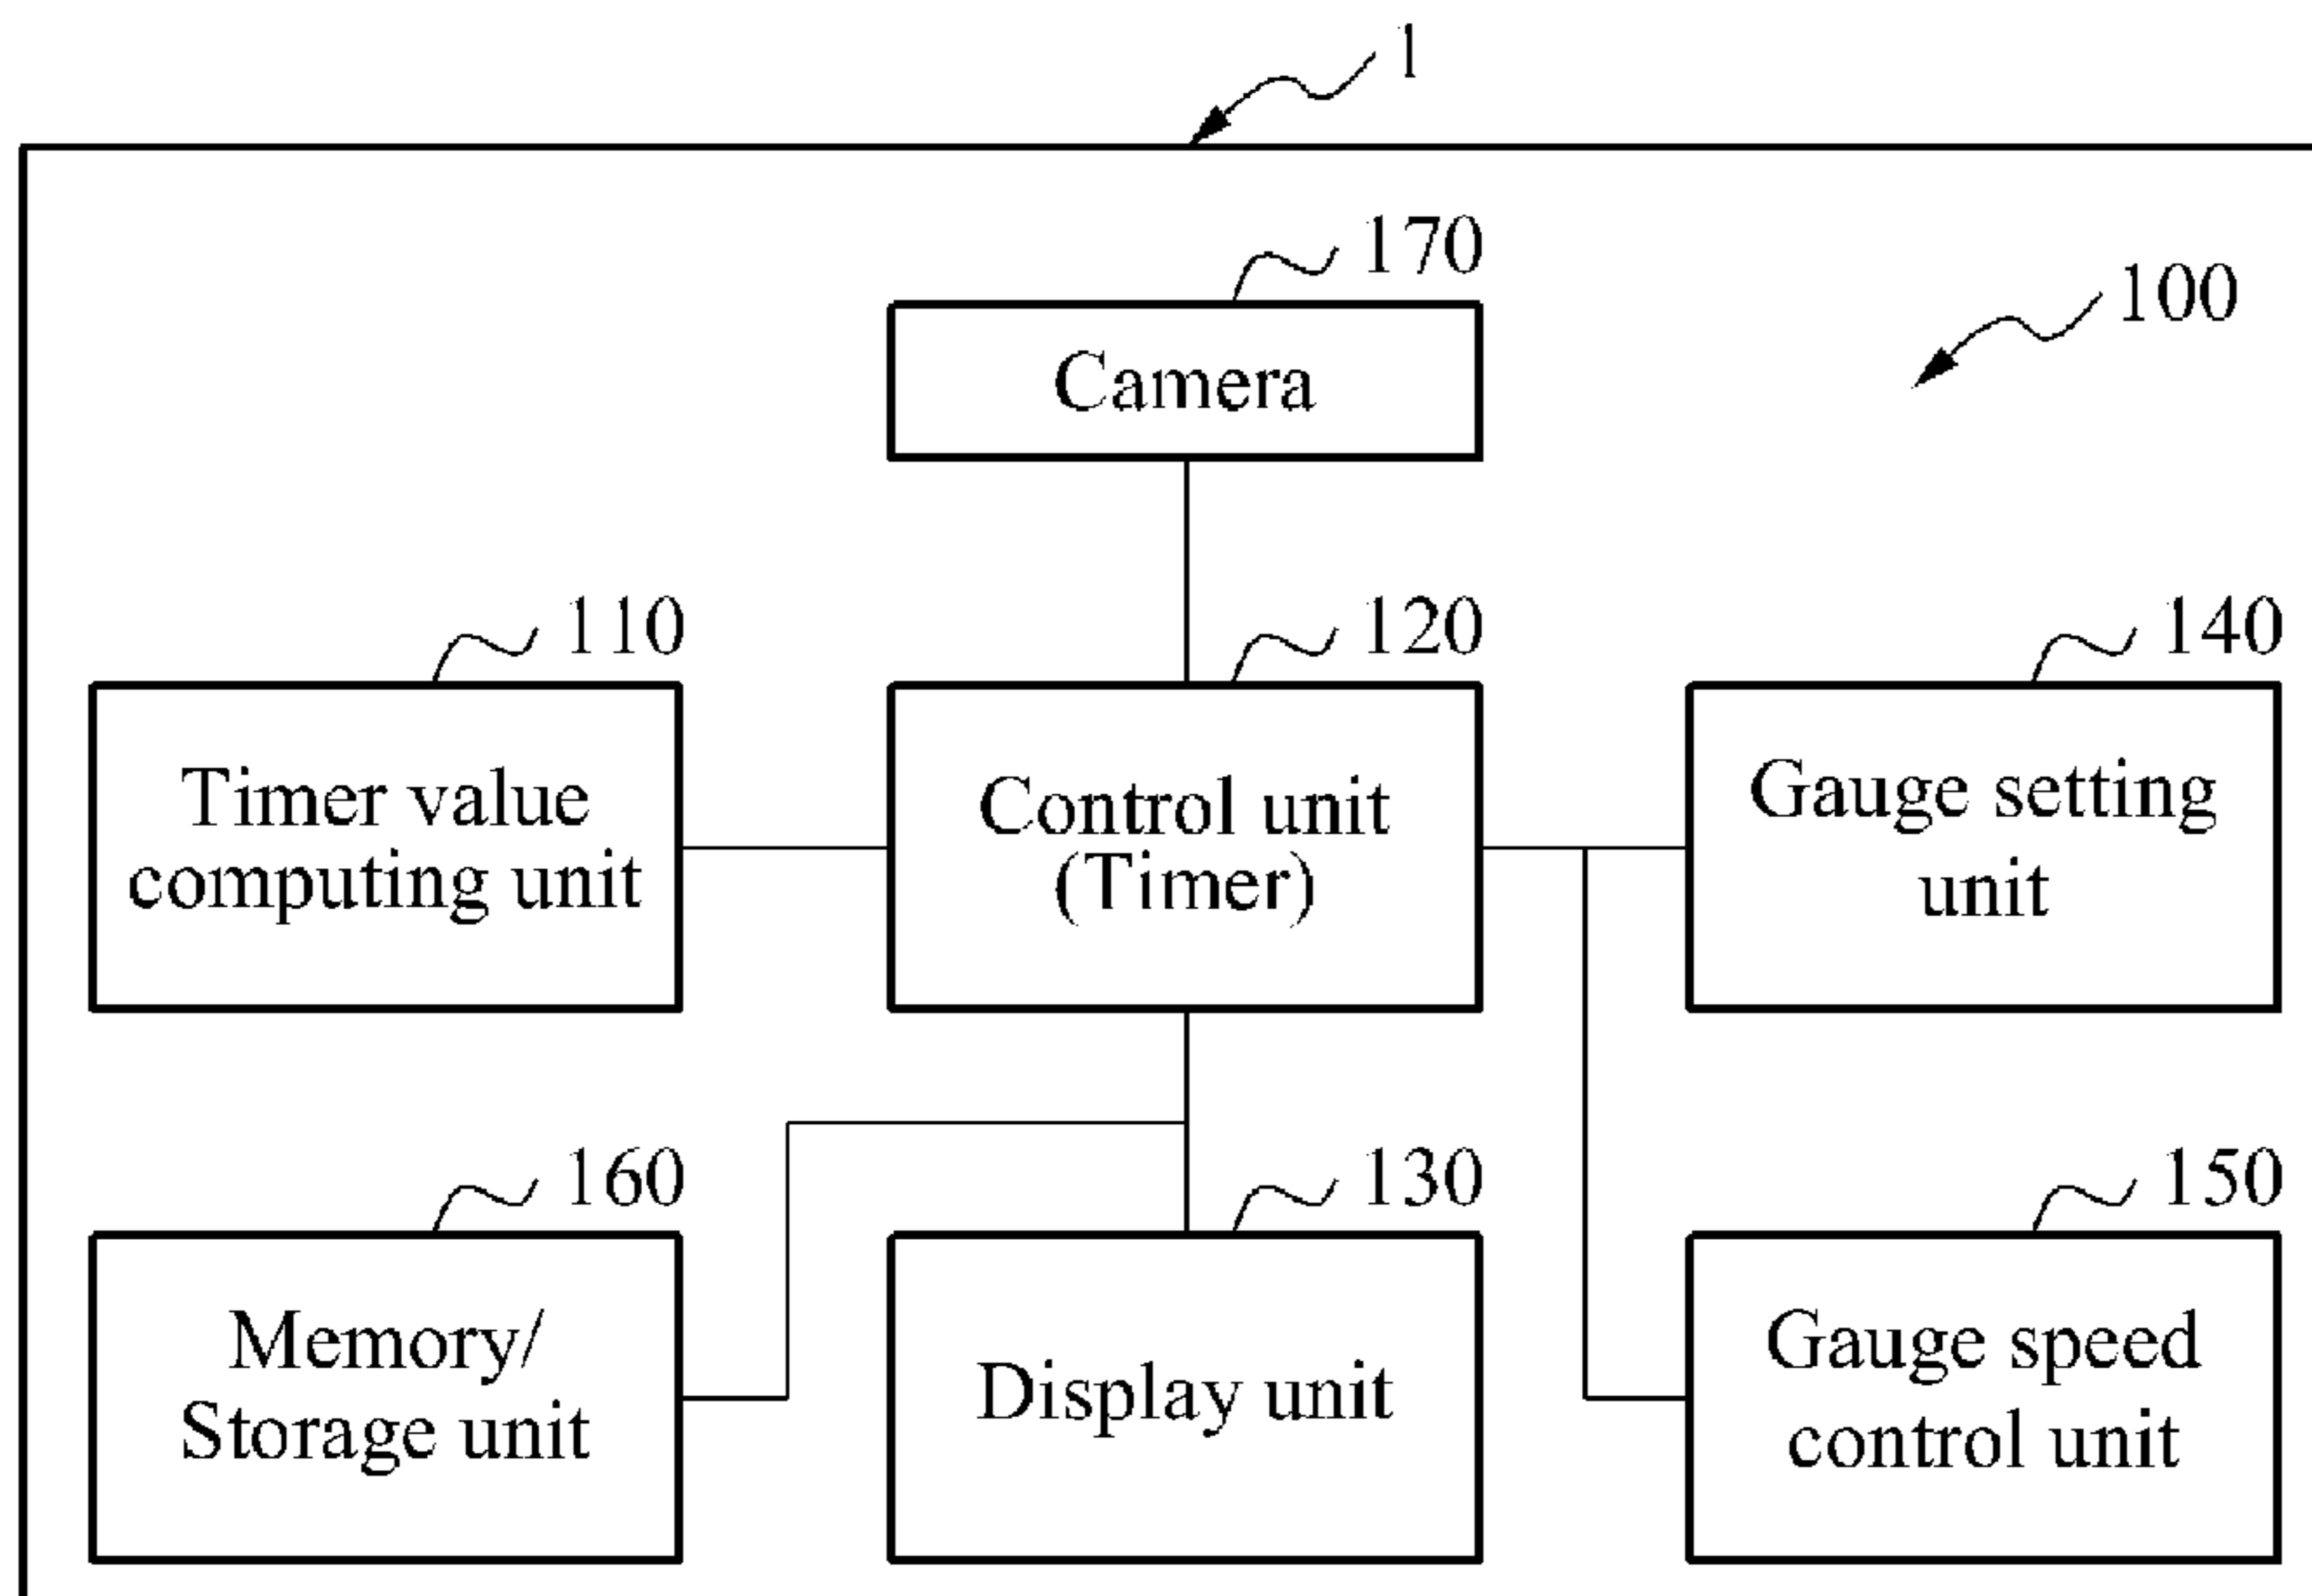 1
170
100
Camera
110
120
140
Timer value
computing unit
Control unit
(Timer)
Gauge setting
unit
160
130
150
Memory/
Storage unit
Display unit
Gauge speed
control unit